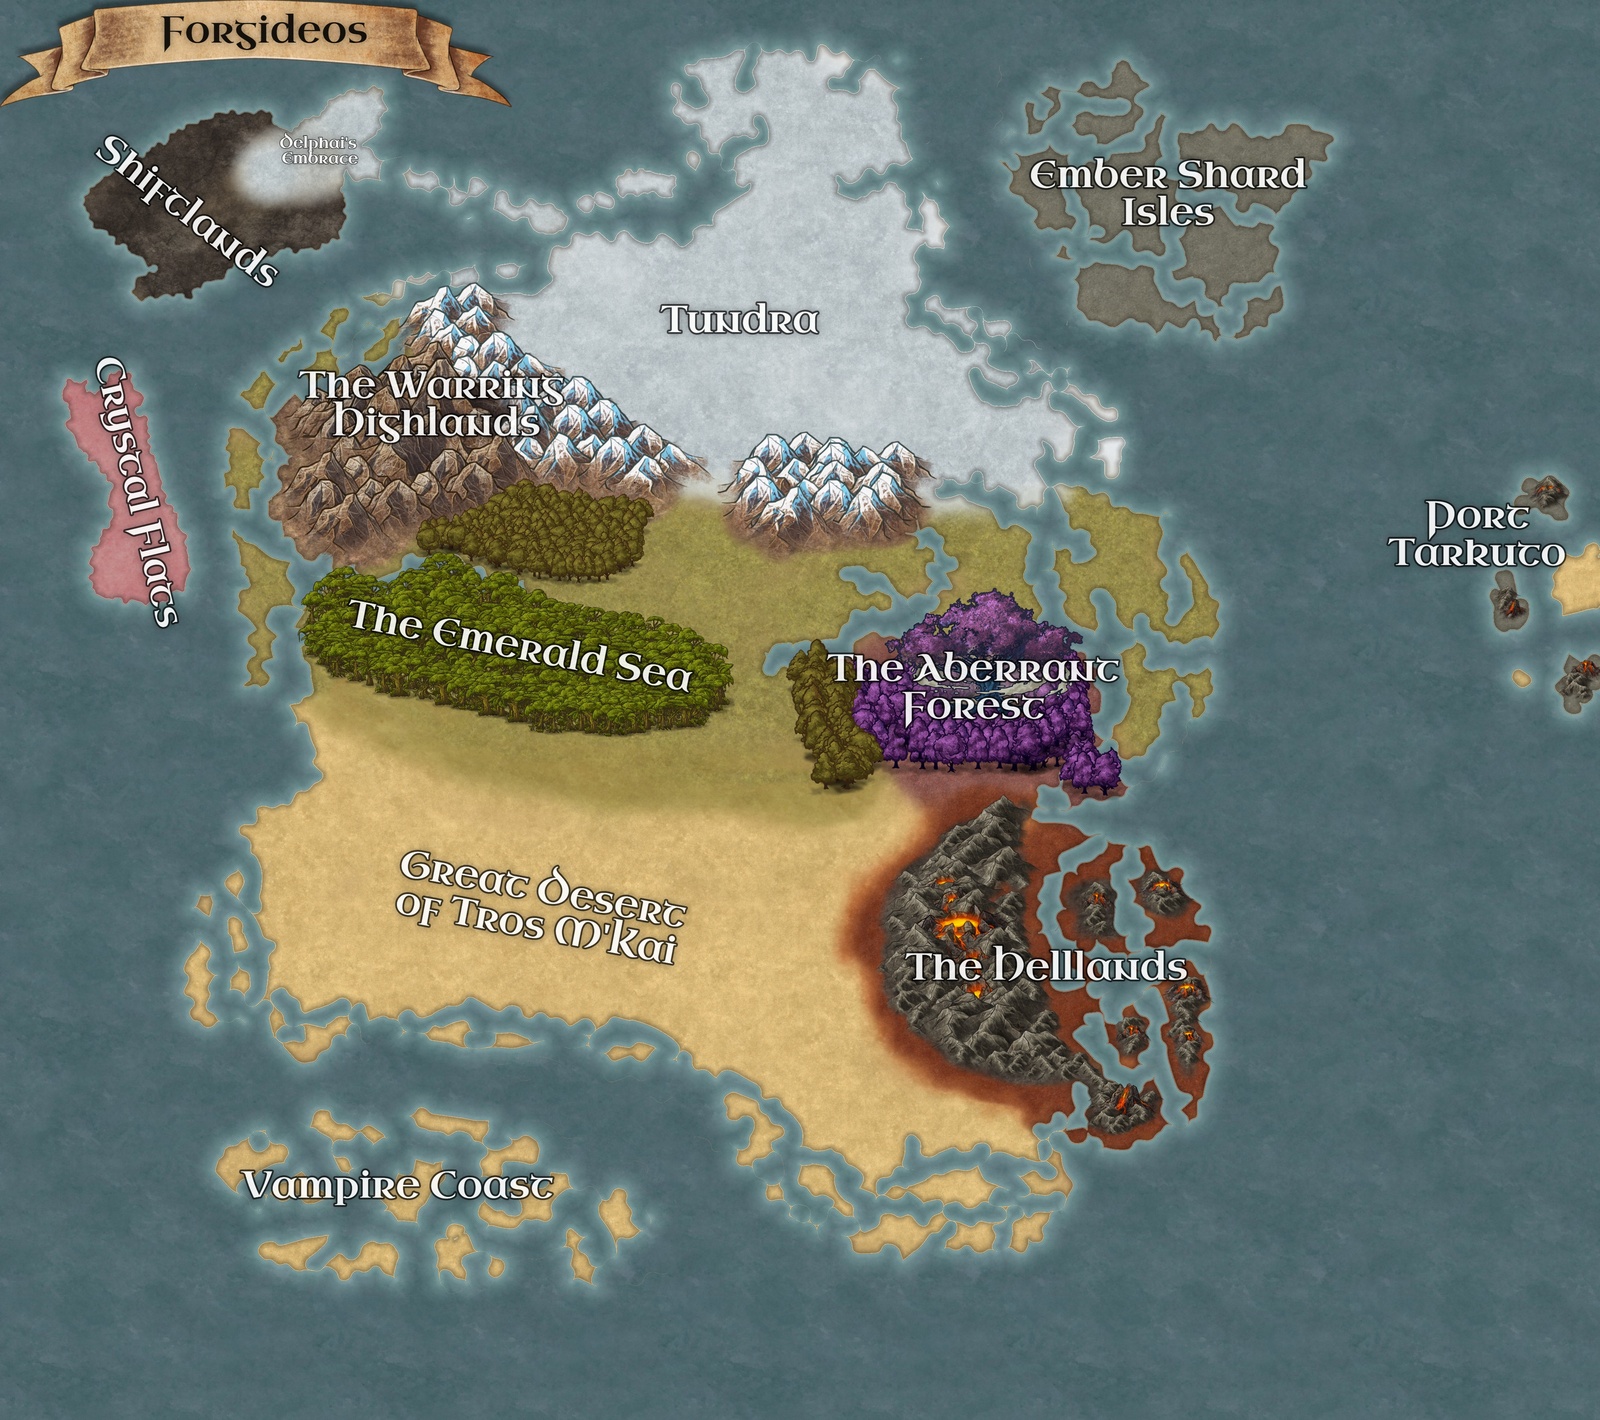 Forgideos
Delphai's
Embrace
Shiftlands
Ember Shard
Isles
Tundra
The Warring
Highlands
Crystal Flats
Port
Tarkuto
The Emerald Sea
The Aberrant
Forest
Great Desert
of Tros M'Kai
The Helllands
Vampire Coast